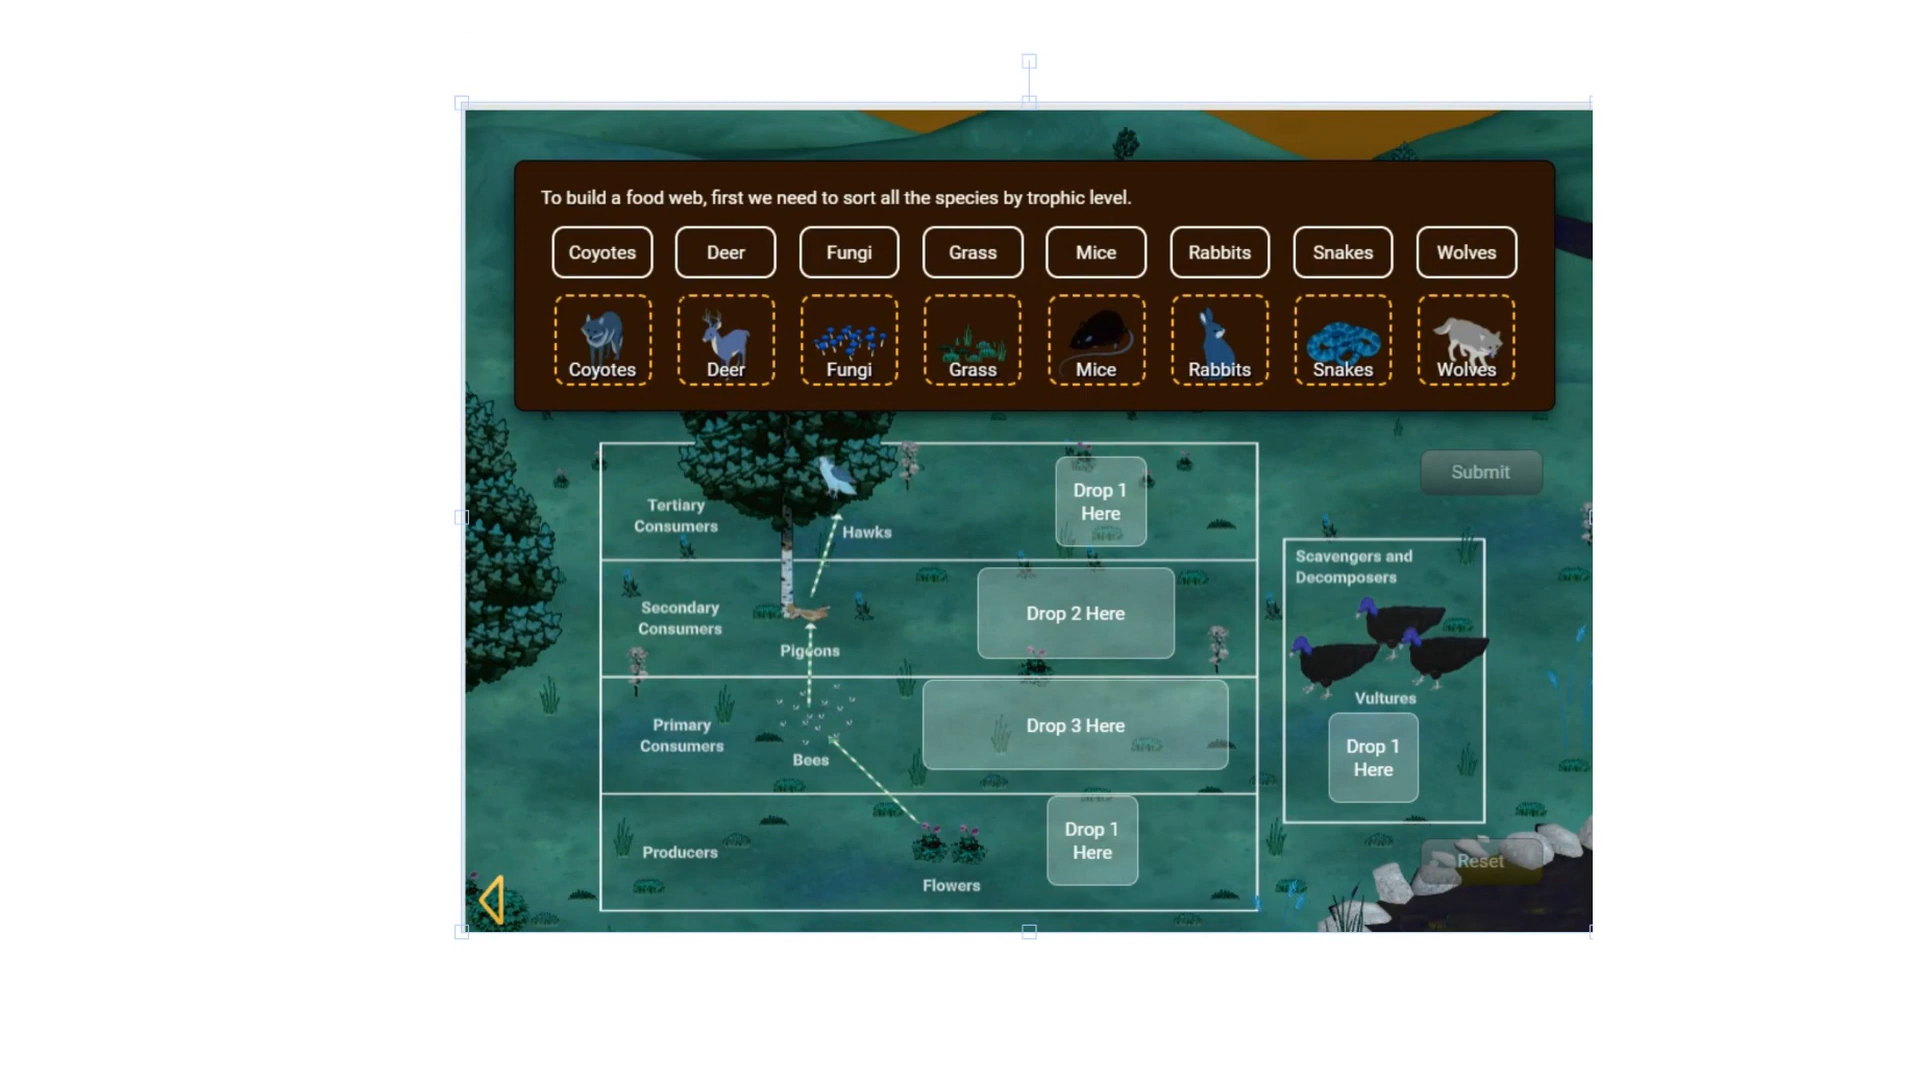 To build a food web, first we need to sort all the species by trophic level.
Coyotes Deer Fungi Grass Mice Rabbits Snakes Wolves
Coyotes Deer Fungi Grass Mice Rabbits Snakes Wolves
Tertiary
Consumers
Hawks
Drop 1
Here
Submit
Secondary
Consumers
Pigeons
Drop 2 Here
Scavengers and
Decomposers
Vultures
Drop 1
Here
Primary
Consumers
Bees
Drop 3 Here
Producers
Flowers
Drop 1
Here
Reset